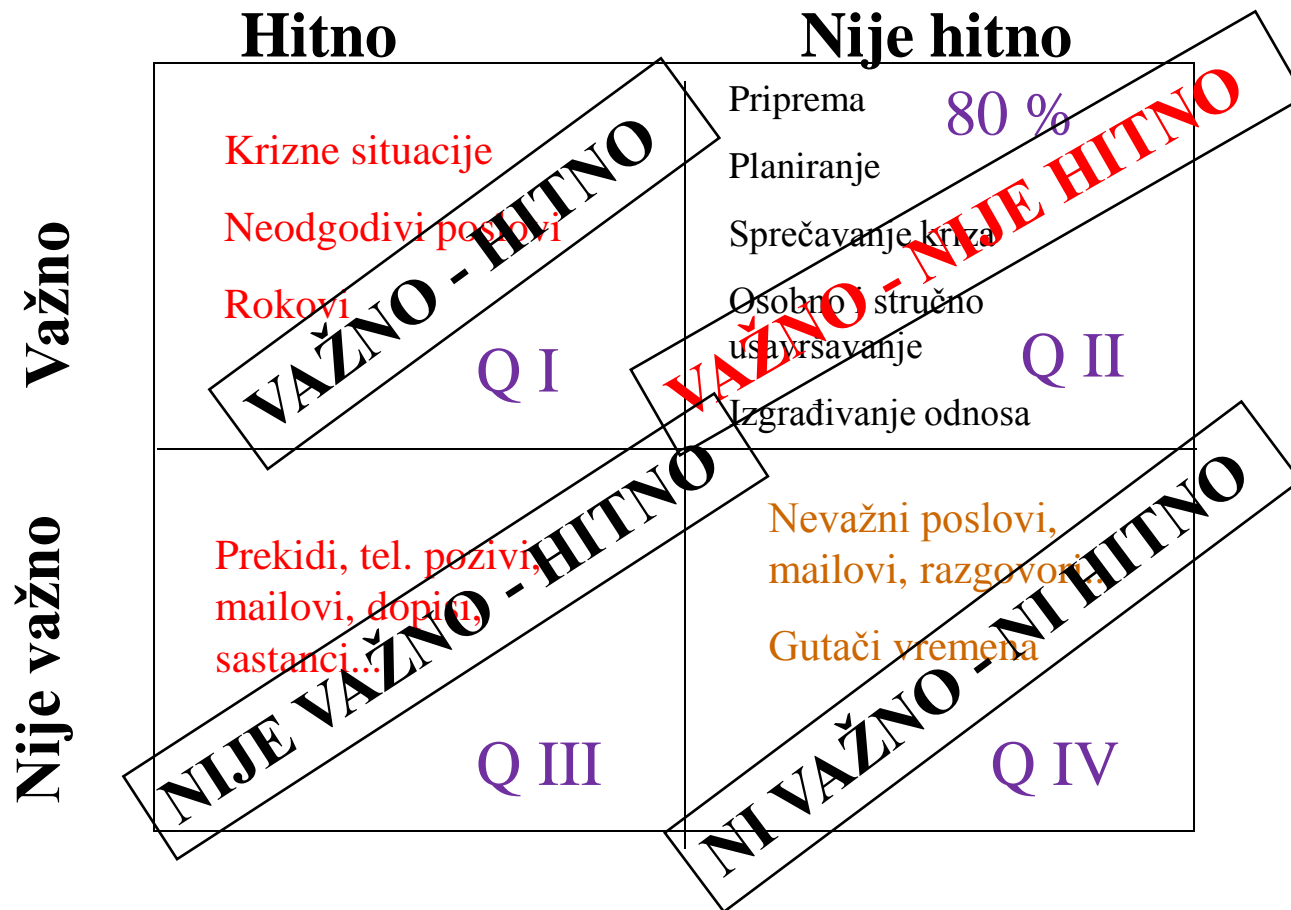 Hitno
Nije hitno
Važno
Krizne situacije
Neodgodivi poslovi
Rokovi
VAŽNO - HITNO
Q I
Priprema
80 %
Planiranje
Sprečavanje kriza
Osobno i stručno
usavršavanje
Izgrađivanje odnosa
VAŽNO - NIJE HITNO
Q II
Nije važno
Prekidi, tel. pozivi,
mailovi, dopisi,
sastanci...
NIJE VAŽNO - HITNO
Q III
Nevažni poslovi,
mailovi, razgovori...
Gutači vremena
NI VAŽNO - NI HITNO
Q IV